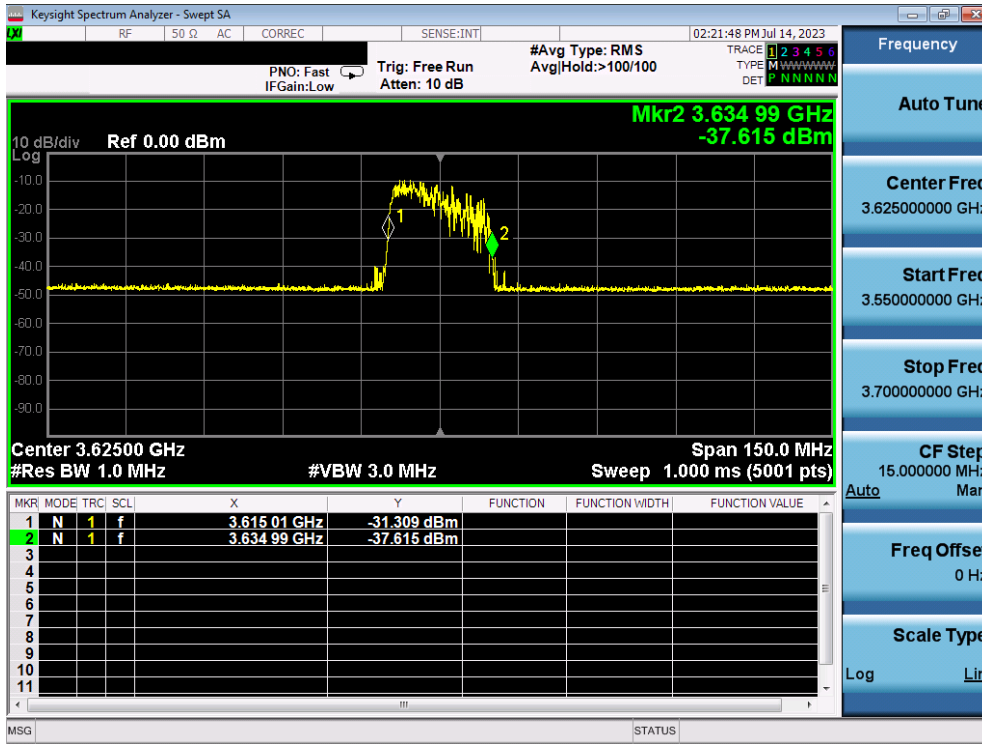 Keysight Spectrum Analyzer - Swept SA
LXI RF 50 Ω AC CORREC SENSE:INT 02:21:48 PM Jul 14, 2023
PNO: Fast
IFGain:Low
Trig: Free Run
Atten: 10 dB
#Avg Type: RMS
Avg|Hold:>100/100
TRACE 1 2 3 4 5 6
TYPE M WWWWW
DET P N N N N N
Mkr2 3.634 99 GHz
-37.615 dBm
10 dB/div Ref 0.00 dBm
Log
-10.0
-20.0
-30.0
-40.0
-50.0
-60.0
-70.0
-80.0
-90.0
1
2
Center 3.62500 GHz Span 150.0 MHz
#Res BW 1.0 MHz #VBW 3.0 MHz Sweep 1.000 ms (5001 pts)
MKR MODE TRC SCL X Y FUNCTION FUNCTION WIDTH FUNCTION VALUE
1 N 1 f 3.615 01 GHz -31.309 dBm
2 N 1 f 3.634 99 GHz -37.615 dBm
3
4
5
6
7
8
9
10
11
MSG STATUS
Frequency
Auto Tune
Center Freq
3.625000000 GHz
Start Freq
3.550000000 GHz
Stop Freq
3.700000000 GHz
CF Step
15.000000 MHz
Auto Man
Freq Offset
0 Hz
Scale Type
Log Lin